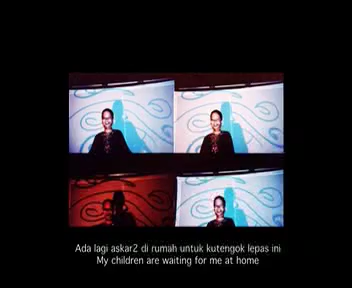 Ada lagi askar2 di rumah untuk kutengok lepas ini
My children are waiting for me at home